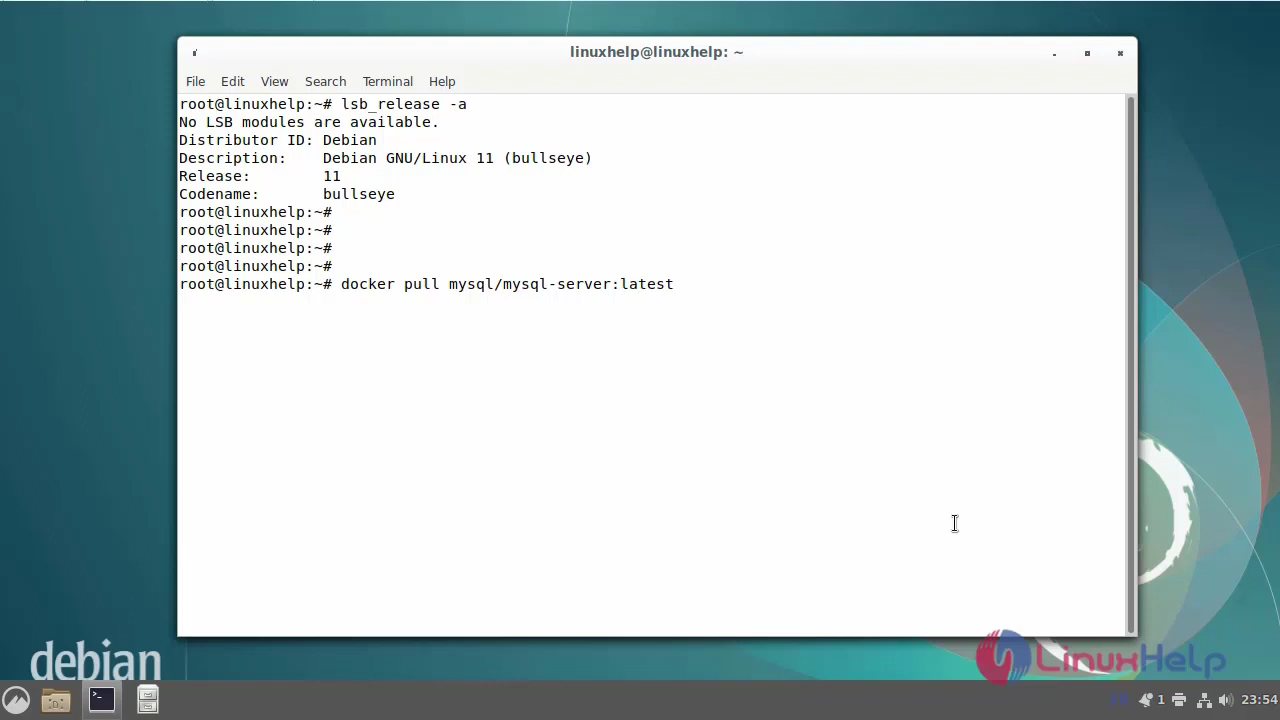 linuxhelp@linuxhelp: ~
File Edit View Search Terminal Help
root@linuxhelp:~# lsb_release -a
No LSB modules are available.
Distributor ID: Debian
Description:    Debian GNU/Linux 11 (bullseye)
Release:        11
Codename:       bullseye
root@linuxhelp:~#
root@linuxhelp:~#
root@linuxhelp:~#
root@linuxhelp:~#
root@linuxhelp:~# docker pull mysql/mysql-server:latest
debian
LinuxHelp
1 23:54